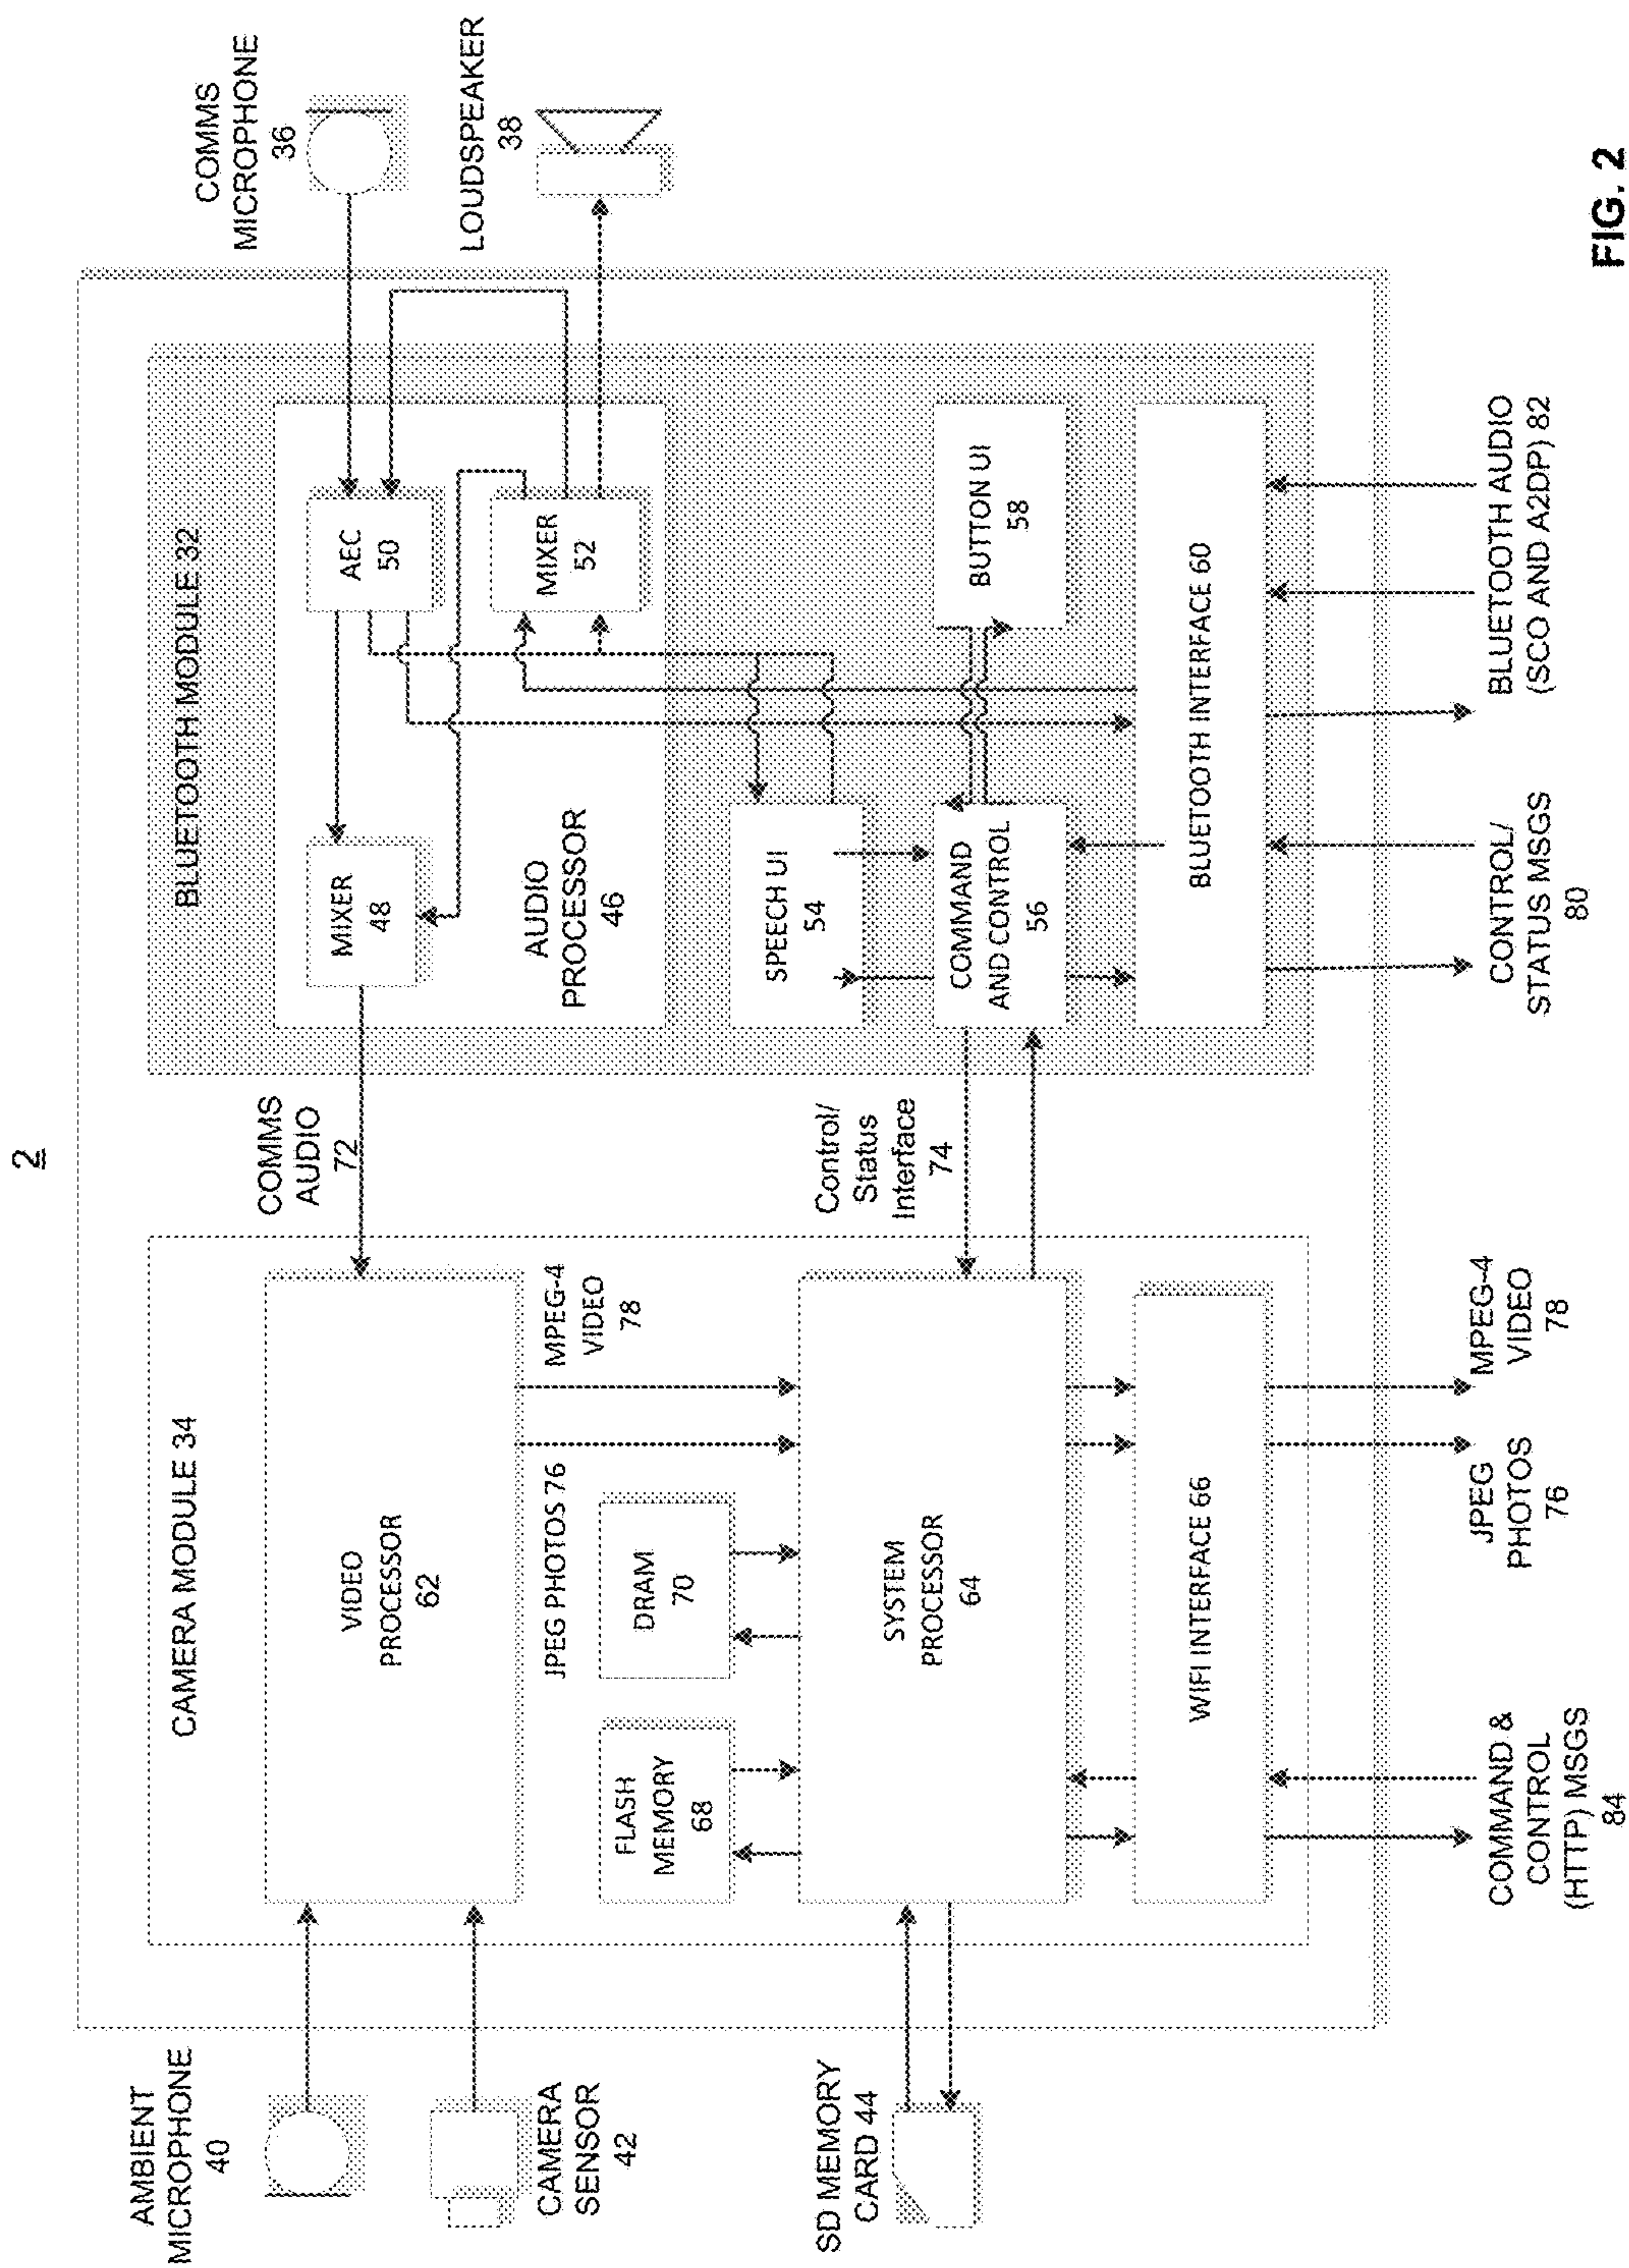 2
AMBIENT
MICROPHONE
40
CAMERA
SENSOR
42
SD MEMORY
CARD 44
CAMERA MODULE 34
VIDEO
PROCESSOR
62
JPEG PHOTOS 76
MPEG-4
VIDEO
78
FLASH
MEMORY
68
DRAM
70
SYSTEM
PROCESSOR
64
WIFI INTERFACE 66
COMMS
AUDIO
72
Control/
Status
Interface
74
BLUETOOTH MODULE 32
MIXER
48
AEC
50
MIXER
52
AUDIO
PROCESSOR
46
SPEECH UI
54
COMMAND
AND CONTROL
56
BUTTON UI
58
BLUETOOTH INTERFACE 60
COMMS
MICROPHONE
36
LOUDSPEAKER
38
COMMAND &
CONTROL
(HTTP) MSGS
84
JPEG
PHOTOS
76
MPEG-4
VIDEO
78
CONTROL/
STATUS MSGS
80
BLUETOOTH AUDIO
(SCO AND A2DP) 82
FIG. 2